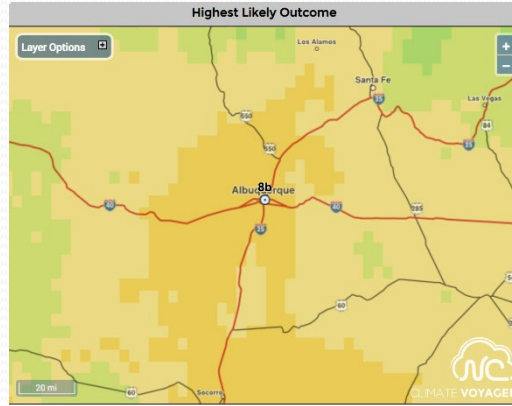 Highest Likely Outcome
Layer Options
+
−
Los Alamos
Santa Fe
Las Vegas
25
84
550
550
25
8b
Albuquerque
40
40
285
25
60
60
Socorro
20 mi
NC
CLIMATE VOYAGER